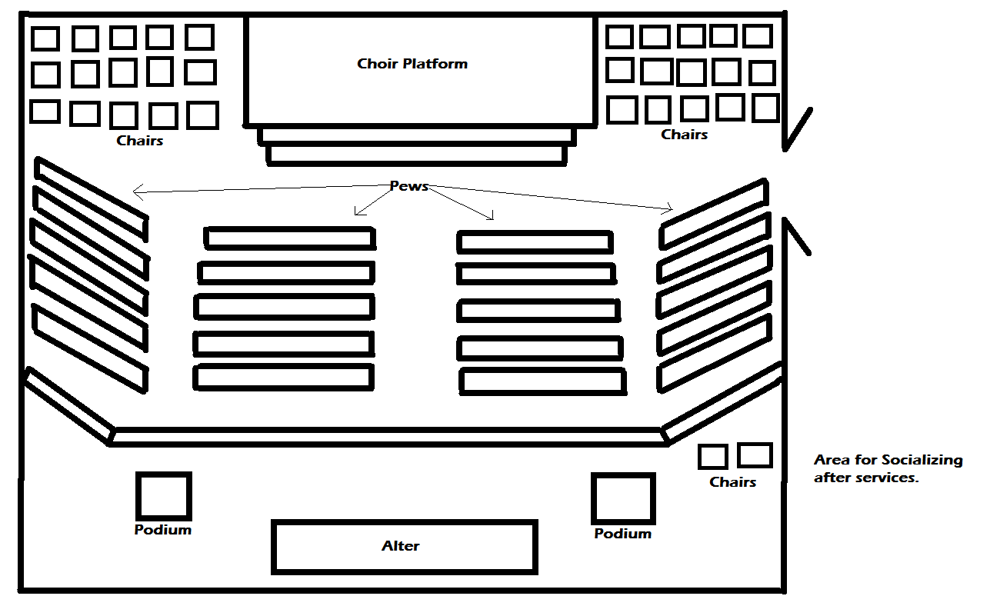 Choir Platform
Chairs
Chairs
Pews
Area for Socializing
after services.
Chairs
Podium
Podium
Alter